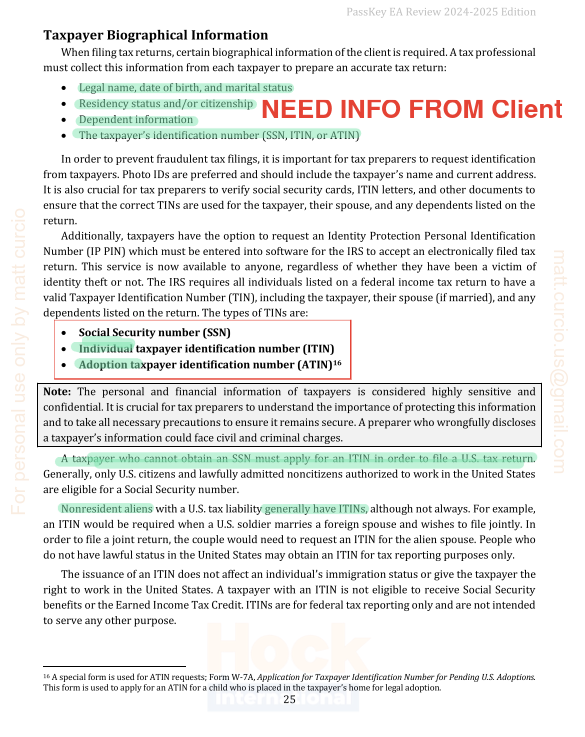 PassKey EA Review 2024-2025 Edition
Taxpayer Biographical Information
When filing tax returns, certain biographical information of the client is required. A tax professional
must collect this information from each taxpayer to prepare an accurate tax return:
• Legal name, date of birth, and marital status
• Residency status and/or citizenship
NEED INFO FROM Client
• Dependent information
• The taxpayer's identification number (SSN, ITIN, or ATIN)
In order to prevent fraudulent tax filings, it is important for tax preparers to request identification
from taxpayers. Photo IDs are preferred and should include the taxpayer's name and current address.
It is also crucial for tax preparers to verify social security cards, ITIN letters, and other documents to
ensure that the correct TINs are used for the taxpayer, their spouse, and any dependents listed on the
return.
Additionally, taxpayers have the option to request an Identity Protection Personal Identification
Number (IP PIN) which must be entered into software for the IRS to accept an electronically filed tax
return. This service is now available to anyone, regardless of whether they have been a victim of
identity theft or not. The IRS requires all individuals listed on a federal income tax return to have a
valid Taxpayer Identification Number (TIN), including the taxpayer, their spouse (if married), and any
dependents listed on the return. The types of TINs are:
• Social Security number (SSN)
• Individual taxpayer identification number (ITIN)
• Adoption taxpayer identification number (ATIN)16
Note: The personal and financial information of taxpayers is considered highly sensitive and
confidential. It is crucial for tax preparers to understand the importance of protecting this information
and to take all necessary precautions to ensure it remains secure. A preparer who wrongfully discloses
a taxpayer's information could face civil and criminal charges.
A taxpayer who cannot obtain an SSN must apply for an ITIN in order to file a U.S. tax return.
Generally, only U.S. citizens and lawfully admitted noncitizens authorized to work in the United States
are eligible for a Social Security number.
Nonresident aliens with a U.S. tax liability generally have ITINs, although not always. For example,
an ITIN would be required when a U.S. soldier marries a foreign spouse and wishes to file jointly. In
order to file a joint return, the couple would need to request an ITIN for the alien spouse. People who
do not have lawful status in the United States may obtain an ITIN for tax reporting purposes only.
The issuance of an ITIN does not affect an individual's immigration status or give the taxpayer the
right to work in the United States. A taxpayer with an ITIN is not eligible to receive Social Security
benefits or the Earned Income Tax Credit. ITINs are for federal tax reporting only and are not intended
to serve any other purpose.
Hock
international
16 A special form is used for ATIN requests; Form W-7A, Application for Taxpayer Identification Number for Pending U.S. Adoptions.
This form is used to apply for an ATIN for a child who is placed in the taxpayer's home for legal adoption.
25
For personal use only by matt curcio
matt.curcio.us@gmail.com